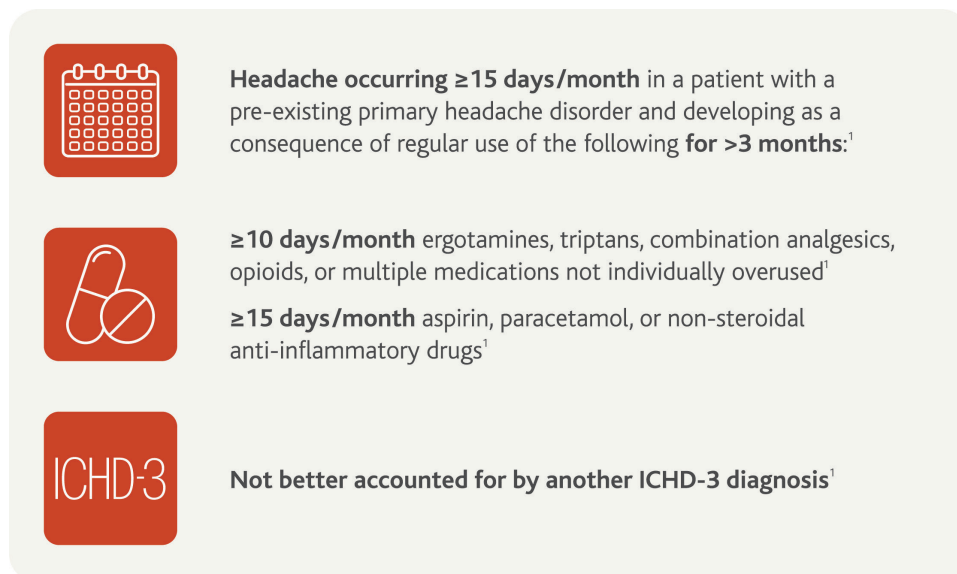 Headache occurring ≥15 days/month in a patient with a
pre-existing primary headache disorder and developing as a
consequence of regular use of the following for >3 months:¹
≥10 days/month ergotamines, triptans, combination analgesics,
opioids, or multiple medications not individually overused¹
≥15 days/month aspirin, paracetamol, or non-steroidal
anti-inflammatory drugs¹
ICHD-3
Not better accounted for by another ICHD-3 diagnosis¹